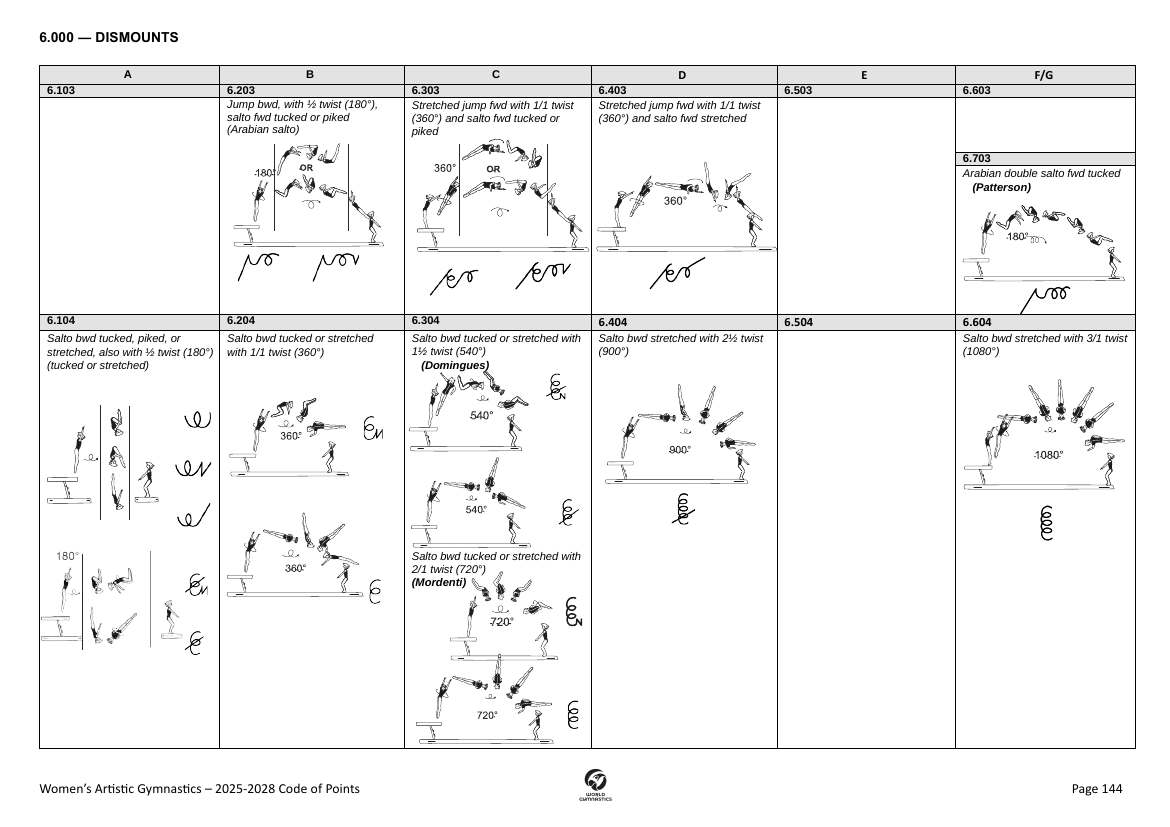 6.000 — DISMOUNTS
A B C D E F/G
6.103 6.203 6.303 6.403 6.503 6.603
Jump bwd, with ½ twist (180°),
salto fwd tucked or piked
(Arabian salto)
180°
OR
Stretched jump fwd with 1/1 twist
(360°) and salto fwd tucked or
piked
360°
OR
Stretched jump fwd with 1/1 twist
(360°) and salto fwd stretched
360°
6.703
Arabian double salto fwd tucked
(Patterson)
180°
6.104 6.204 6.304 6.404 6.504 6.604
Salto bwd tucked, piked, or
stretched, also with ½ twist (180°)
(tucked or stretched)
180°
Salto bwd tucked or stretched
with 1/1 twist (360°)
360°
360°
Salto bwd tucked or stretched with
1½ twist (540°)
(Domingues)
540°
540°
Salto bwd tucked or stretched with
2/1 twist (720°)
(Mordenti)
720°
720°
Salto bwd stretched with 2½ twist
(900°)
900°
Salto bwd stretched with 3/1 twist
(1080°)
1080°
Women's Artistic Gymnastics – 2025-2028 Code of Points
WORLD
GYMNASTICS
Page 144